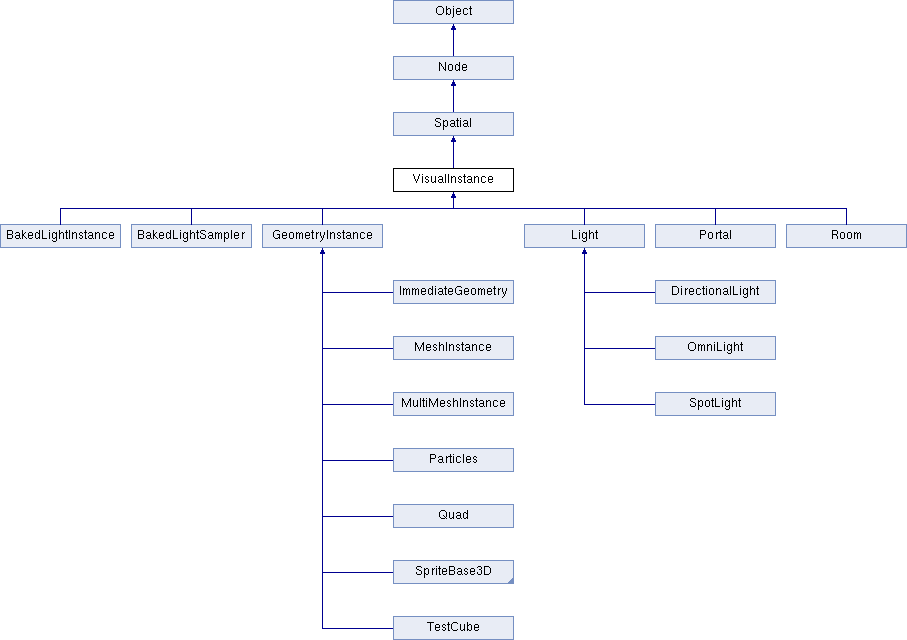 Object
Node
Spatial
VisualInstance
BakedLightInstance BakedLightSampler GeometryInstance Light Portal Room
ImmediateGeometry DirectionalLight
MeshInstance OmniLight
MultiMeshInstance SpotLight
Particles
Quad
SpriteBase3D
TestCube